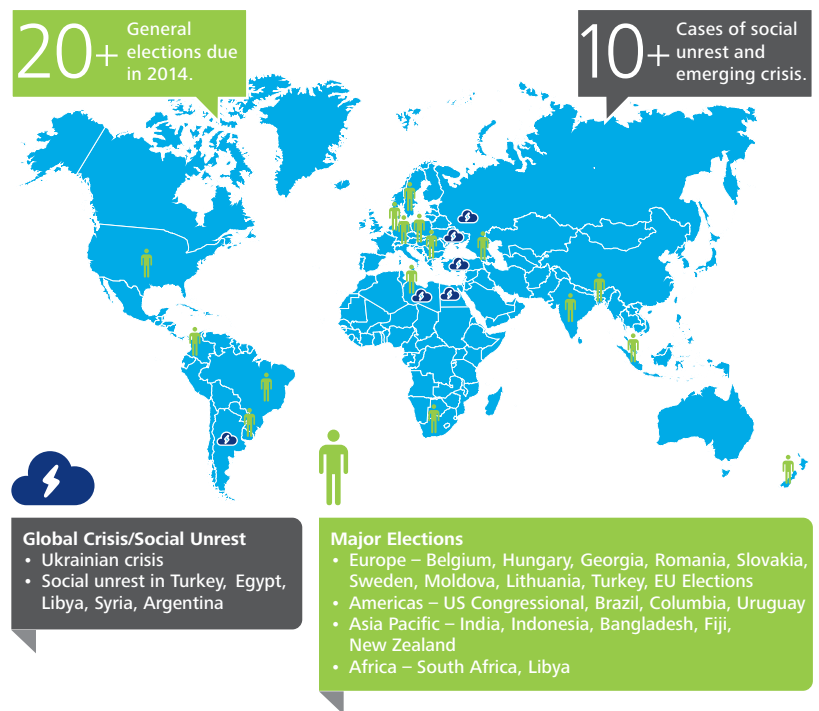 20+
General
elections due
in 2014.
10+
Cases of social
unrest and
emerging crisis.
Global Crisis/Social Unrest
• Ukrainian crisis
• Social unrest in Turkey, Egypt,
Libya, Syria, Argentina
Major Elections
• Europe – Belgium, Hungary, Georgia, Romania, Slovakia,
Sweden, Moldova, Lithuania, Turkey, EU Elections
• Americas – US Congressional, Brazil, Columbia, Uruguay
• Asia Pacific – India, Indonesia, Bangladesh, Fiji,
New Zealand
• Africa – South Africa, Libya